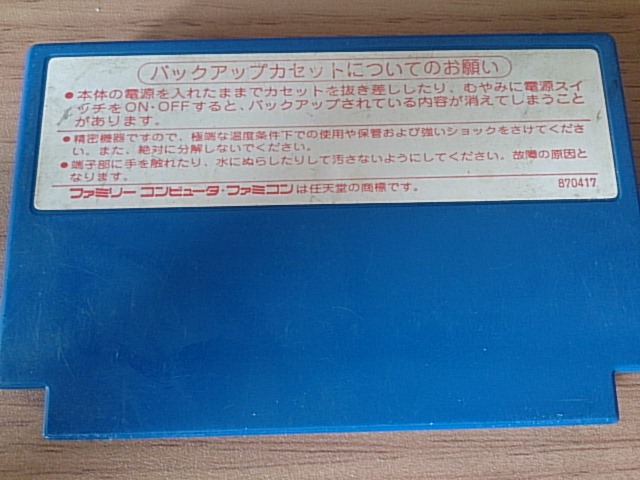 バックアップカセットについてのお願い
●本体の電源を入れたままでカセットを抜き差ししたり、むやみに電源スイ
ッチをON・OFFすると、バックアップされている内容が消えてしまうこと
があります。
●精密機器ですので、極端な温度条件下での使用や保管および強いショックをさけてくださ
い。また、絶対に分解しないでください。
●端子部に手を触れたり、水にぬらしたりして汚さないようにしてください。故障の原因と
なります。
ファミリーコンピュータ・ファミコンは任天堂の商標です。 870417